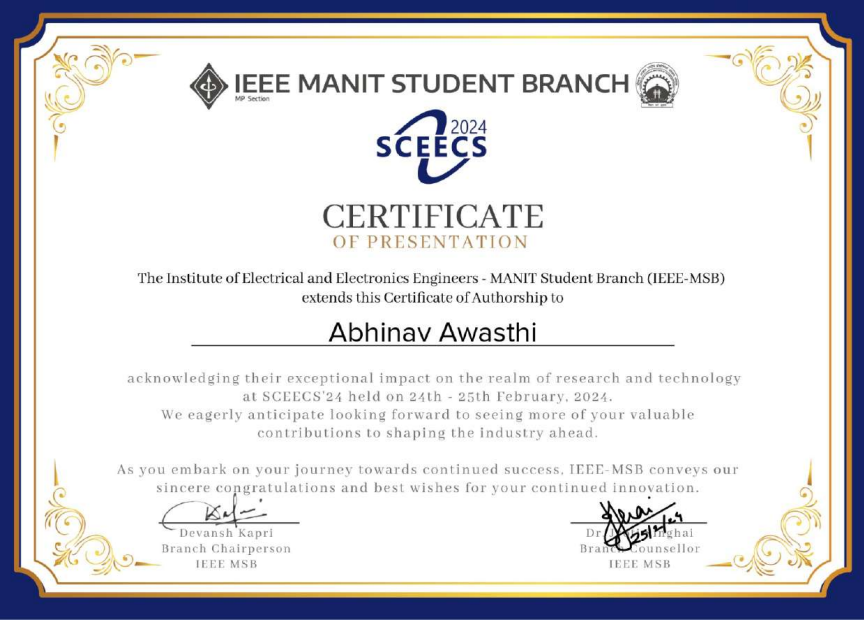 IEEE MANIT STUDENT BRANCH
MP Section
2024
SCEECS
CERTIFICATE
OF PRESENTATION
The Institute of Electrical and Electronics Engineers - MANIT Student Branch (IEEE-MSB)
extends this Certificate of Authorship to
Abhinav Awasthi
acknowledging their exceptional impact on the realm of research and technology
at SCEECS'24 held on 24th - 25th February, 2024.
We eagerly anticipate looking forward to seeing more of your valuable
contributions to shaping the industry ahead.
As you embark on your journey towards continued success, IEEE-MSB conveys our
sincere congratulations and best wishes for your continued innovation.
Devansh Kapri
Branch Chairperson
IEEE MSB
25/2/24
Dr.
Branch Counsellor
IEEE MSB